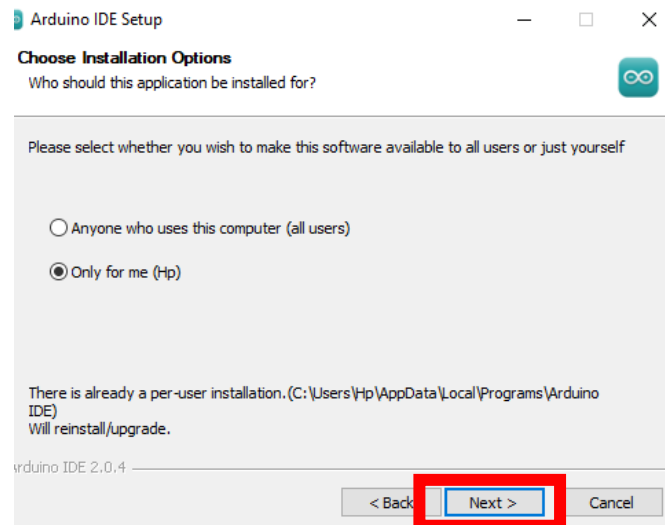 Arduino IDE Setup
Choose Installation Options
Who should this application be installed for?
Please select whether you wish to make this software available to all users or just yourself
Anyone who uses this computer (all users)
Only for me (Hp)
There is already a per-user installation.(C:\Users\Hp\AppData\Local\Programs\Arduino
IDE)
Will reinstall/upgrade.
Arduino IDE 2.0.4
< Back
Next >
Cancel